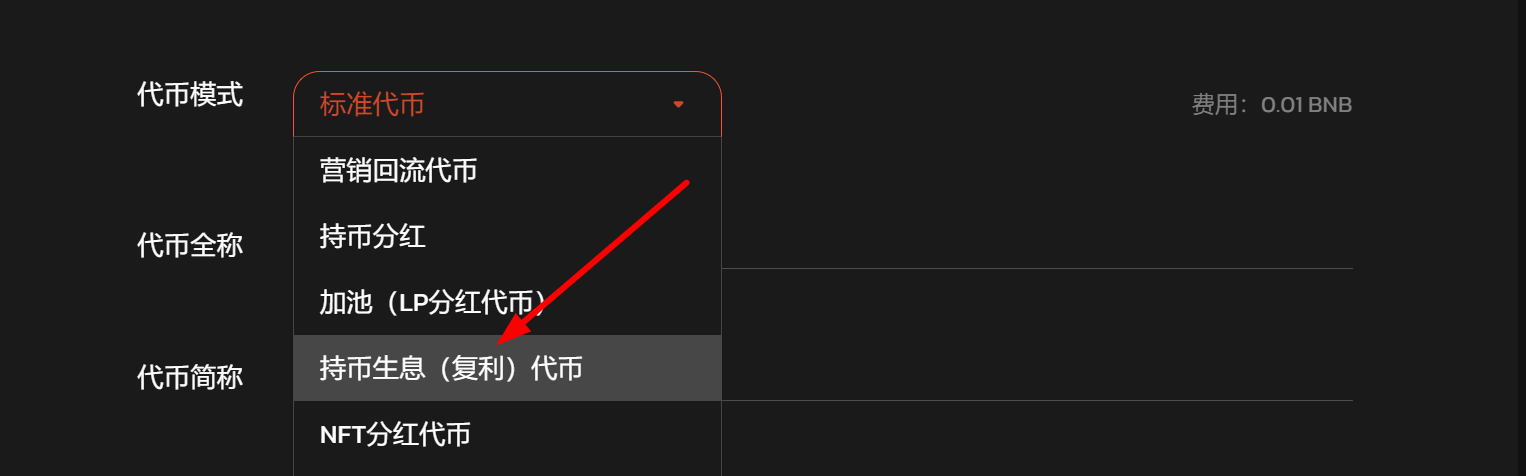 代币模式
标准代币
费用：0.01 BNB
营销回流代币
持币分红
代币全称
加池（LP分红代币）
持币生息（复利）代币
代币简称
NFT分红代币